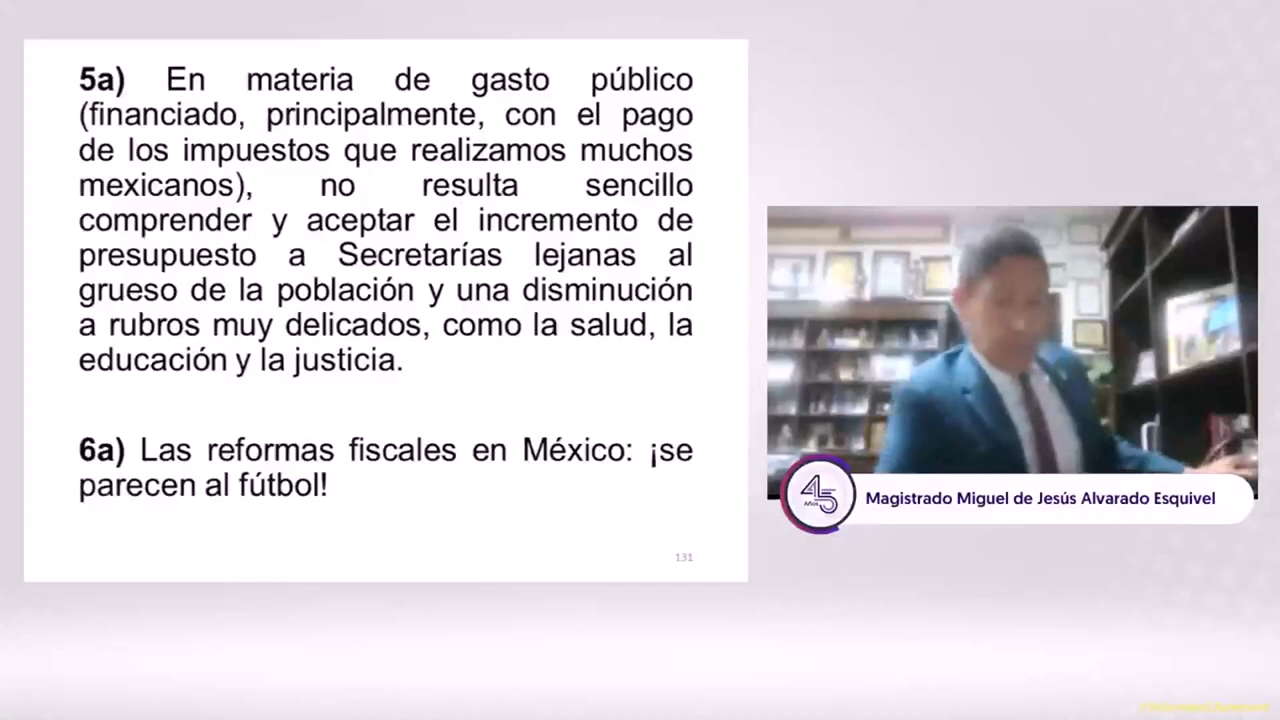 5a) En materia de gasto público
(financiado, principalmente, con el pago
de los impuestos que realizamos muchos
mexicanos), no resulta sencillo
comprender y aceptar el incremento de
presupuesto a Secretarías lejanas al
grueso de la población y una disminución
a rubros muy delicados, como la salud, la
educación y la justicia.
6a) Las reformas fiscales en México: ¡se
parecen al fútbol!
131
45
Años
Magistrado Miguel de Jesús Alvarado Esquivel